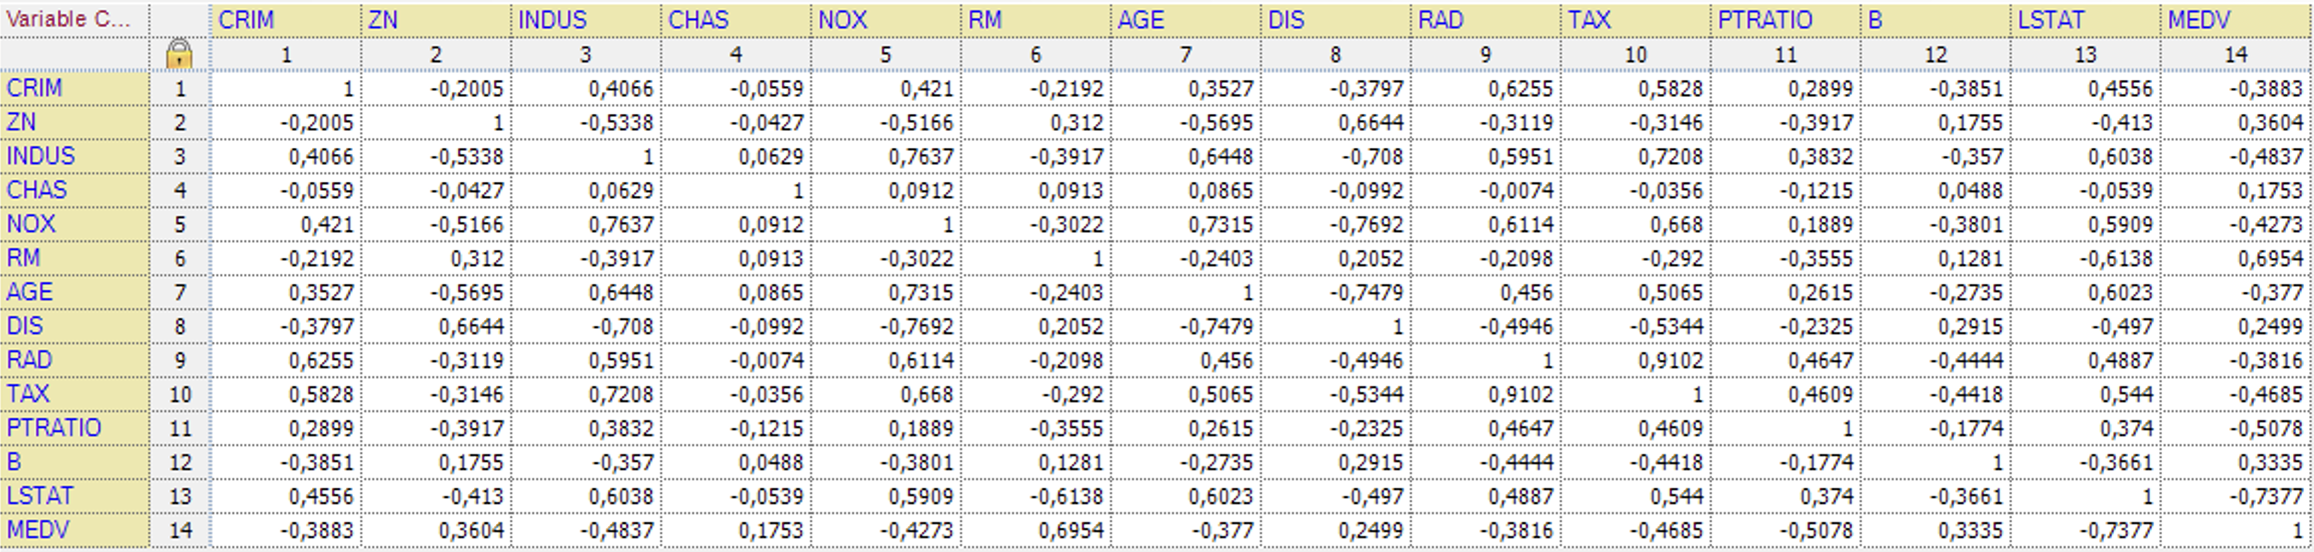 Variable C... CRIM ZN INDUS CHAS NOX RM AGE DIS RAD TAX PTRATIO B LSTAT MEDV
1 2 3 4 5 6 7 8 9 10 11 12 13 14
CRIM 1 1 -0,2005 0,4066 -0,0559 0,421 -0,2192 0,3527 -0,3797 0,6255 0,5828 0,2899 -0,3851 0,4556 -0,3883
ZN 2 -0,2005 1 -0,5338 -0,0427 -0,5166 0,312 -0,5695 0,6644 -0,3119 -0,3146 -0,3917 0,1755 -0,413 0,3604
INDUS 3 0,4066 -0,5338 1 0,0629 0,7637 -0,3917 0,6448 -0,708 0,5951 0,7208 0,3832 -0,357 0,6038 -0,4837
CHAS 4 -0,0559 -0,0427 0,0629 1 0,0912 0,0913 0,0865 -0,0992 -0,0074 -0,0356 -0,1215 0,0488 -0,0539 0,1753
NOX 5 0,421 -0,5166 0,7637 0,0912 1 -0,3022 0,7315 -0,7692 0,6114 0,668 0,1889 -0,3801 0,5909 -0,4273
RM 6 -0,2192 0,312 -0,3917 0,0913 -0,3022 1 -0,2403 0,2052 -0,2098 -0,292 -0,3555 0,1281 -0,6138 0,6954
AGE 7 0,3527 -0,5695 0,6448 0,0865 0,7315 -0,2403 1 -0,7479 0,456 0,5065 0,2615 -0,2735 0,6023 -0,377
DIS 8 -0,3797 0,6644 -0,708 -0,0992 -0,7692 0,2052 -0,7479 1 -0,4946 -0,5344 -0,2325 0,2915 -0,497 0,2499
RAD 9 0,6255 -0,3119 0,5951 -0,0074 0,6114 -0,2098 0,456 -0,4946 1 0,9102 0,4647 -0,4444 0,4887 -0,3816
TAX 10 0,5828 -0,3146 0,7208 -0,0356 0,668 -0,292 0,5065 -0,5344 0,9102 1 0,4609 -0,4418 0,544 -0,4685
PTRATIO 11 0,2899 -0,3917 0,3832 -0,1215 0,1889 -0,3555 0,2615 -0,2325 0,4647 0,4609 1 -0,1774 0,374 -0,5078
B 12 -0,3851 0,1755 -0,357 0,0488 -0,3801 0,1281 -0,2735 0,2915 -0,4444 -0,4418 -0,1774 1 -0,3661 0,3335
LSTAT 13 0,4556 -0,413 0,6038 -0,0539 0,5909 -0,6138 0,6023 -0,497 0,4887 0,544 0,374 -0,3661 1 -0,7377
MEDV 14 -0,3883 0,3604 -0,4837 0,1753 -0,4273 0,6954 -0,377 0,2499 -0,3816 -0,4685 -0,5078 0,3335 -0,7377 1